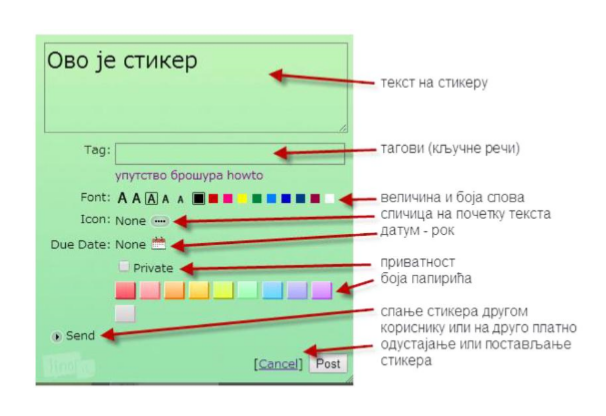 Ово је стикер
текст на стикеру
Tag:
тагови (кључне речи)
упутство брошура howto
Font: A A A A A
величина и боја слова
Icon: None
сличица на почетку текста
Due Date: None
датум - рок
Private
приватност
боја папирића
Send
слање стикера другом
кориснику или на друго платно
[Cancel] Post
одустајање или постављање
стикера